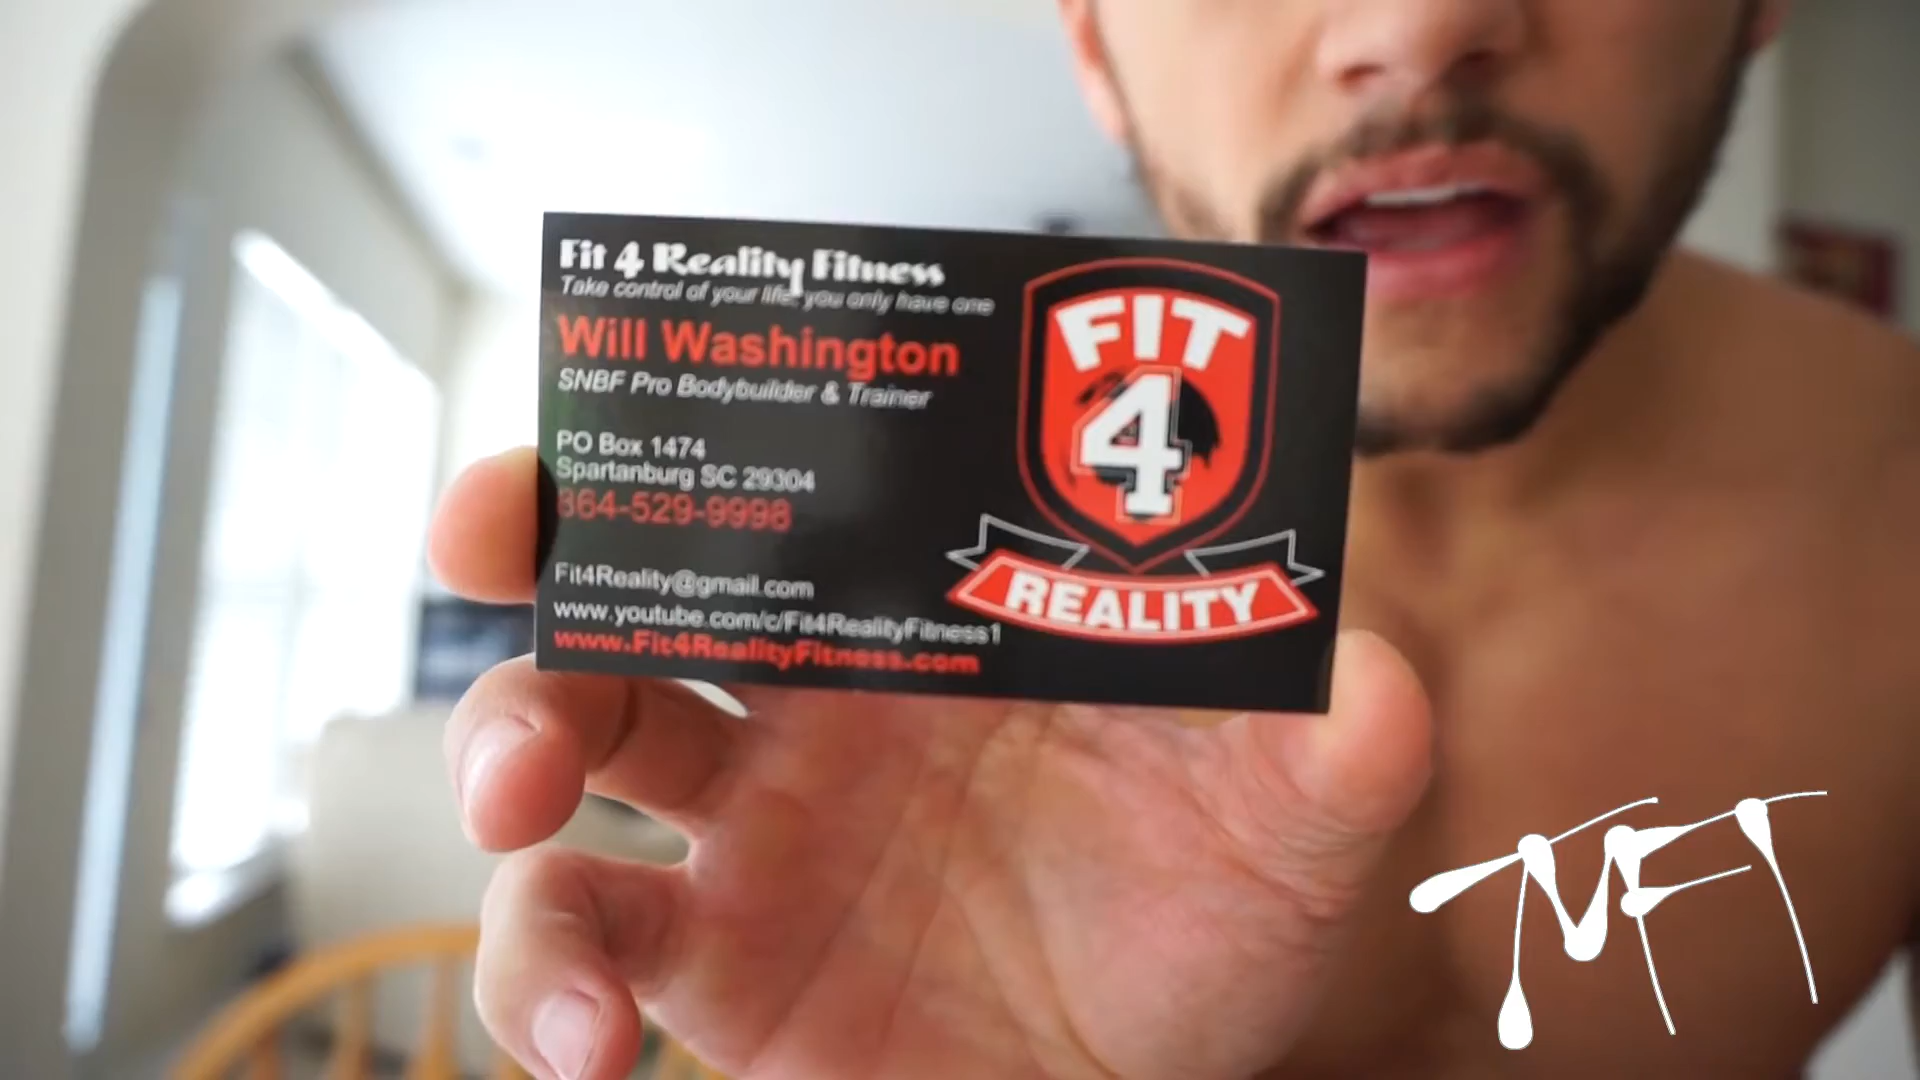 Fit 4 Reality Fitness
Take control of your life, you only have one
Will Washington
SNBF Pro Bodybuilder & Trainer
PO Box 1474
Spartanburg SC 29304
864-529-9998
Fit4Reality@gmail.com
www.youtube.com/c/Fit4RealityFitness1
www.Fit4RealityFitness.com
FIT
4
REALITY